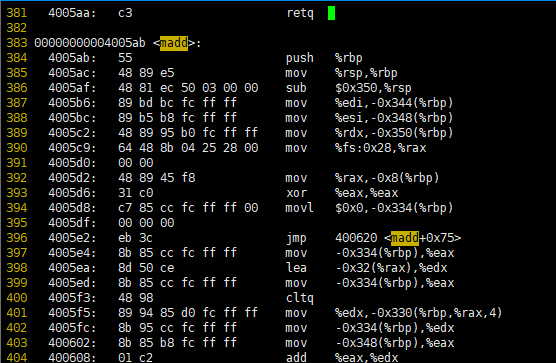 381 4005aa: c3 retq
382
383 00000000004005ab <madd>:
384 4005ab: 55 push %rbp
385 4005ac: 48 89 e5 mov %rsp,%rbp
386 4005af: 48 81 ec 50 03 00 00 sub $0x350,%rsp
387 4005b6: 89 bd bc fc ff ff mov %edi,-0x344(%rbp)
388 4005bc: 89 b5 b8 fc ff ff mov %esi,-0x348(%rbp)
389 4005c2: 48 89 95 b0 fc ff ff mov %rdx,-0x350(%rbp)
390 4005c9: 64 48 8b 04 25 28 00 mov %fs:0x28,%rax
391 4005d0: 00 00
392 4005d2: 48 89 45 f8 mov %rax,-0x8(%rbp)
393 4005d6: 31 c0 xor %eax,%eax
394 4005d8: c7 85 cc fc ff ff 00 movl $0x0,-0x334(%rbp)
395 4005df: 00 00 00
396 4005e2: eb 3c jmp 400620 <madd+0x75>
397 4005e4: 8b 85 cc fc ff ff mov -0x334(%rbp),%eax
398 4005ea: 8d 50 ce lea -0x32(%rax),%edx
399 4005ed: 8b 85 cc fc ff ff mov -0x334(%rbp),%eax
400 4005f3: 48 98 cltq
401 4005f5: 89 94 85 d0 fc ff ff mov %edx,-0x330(%rbp,%rax,4)
402 4005fc: 8b 95 cc fc ff ff mov -0x334(%rbp),%edx
403 400602: 8b 85 b8 fc ff ff mov -0x348(%rbp),%eax
404 400608: 01 c2 add %eax,%edx